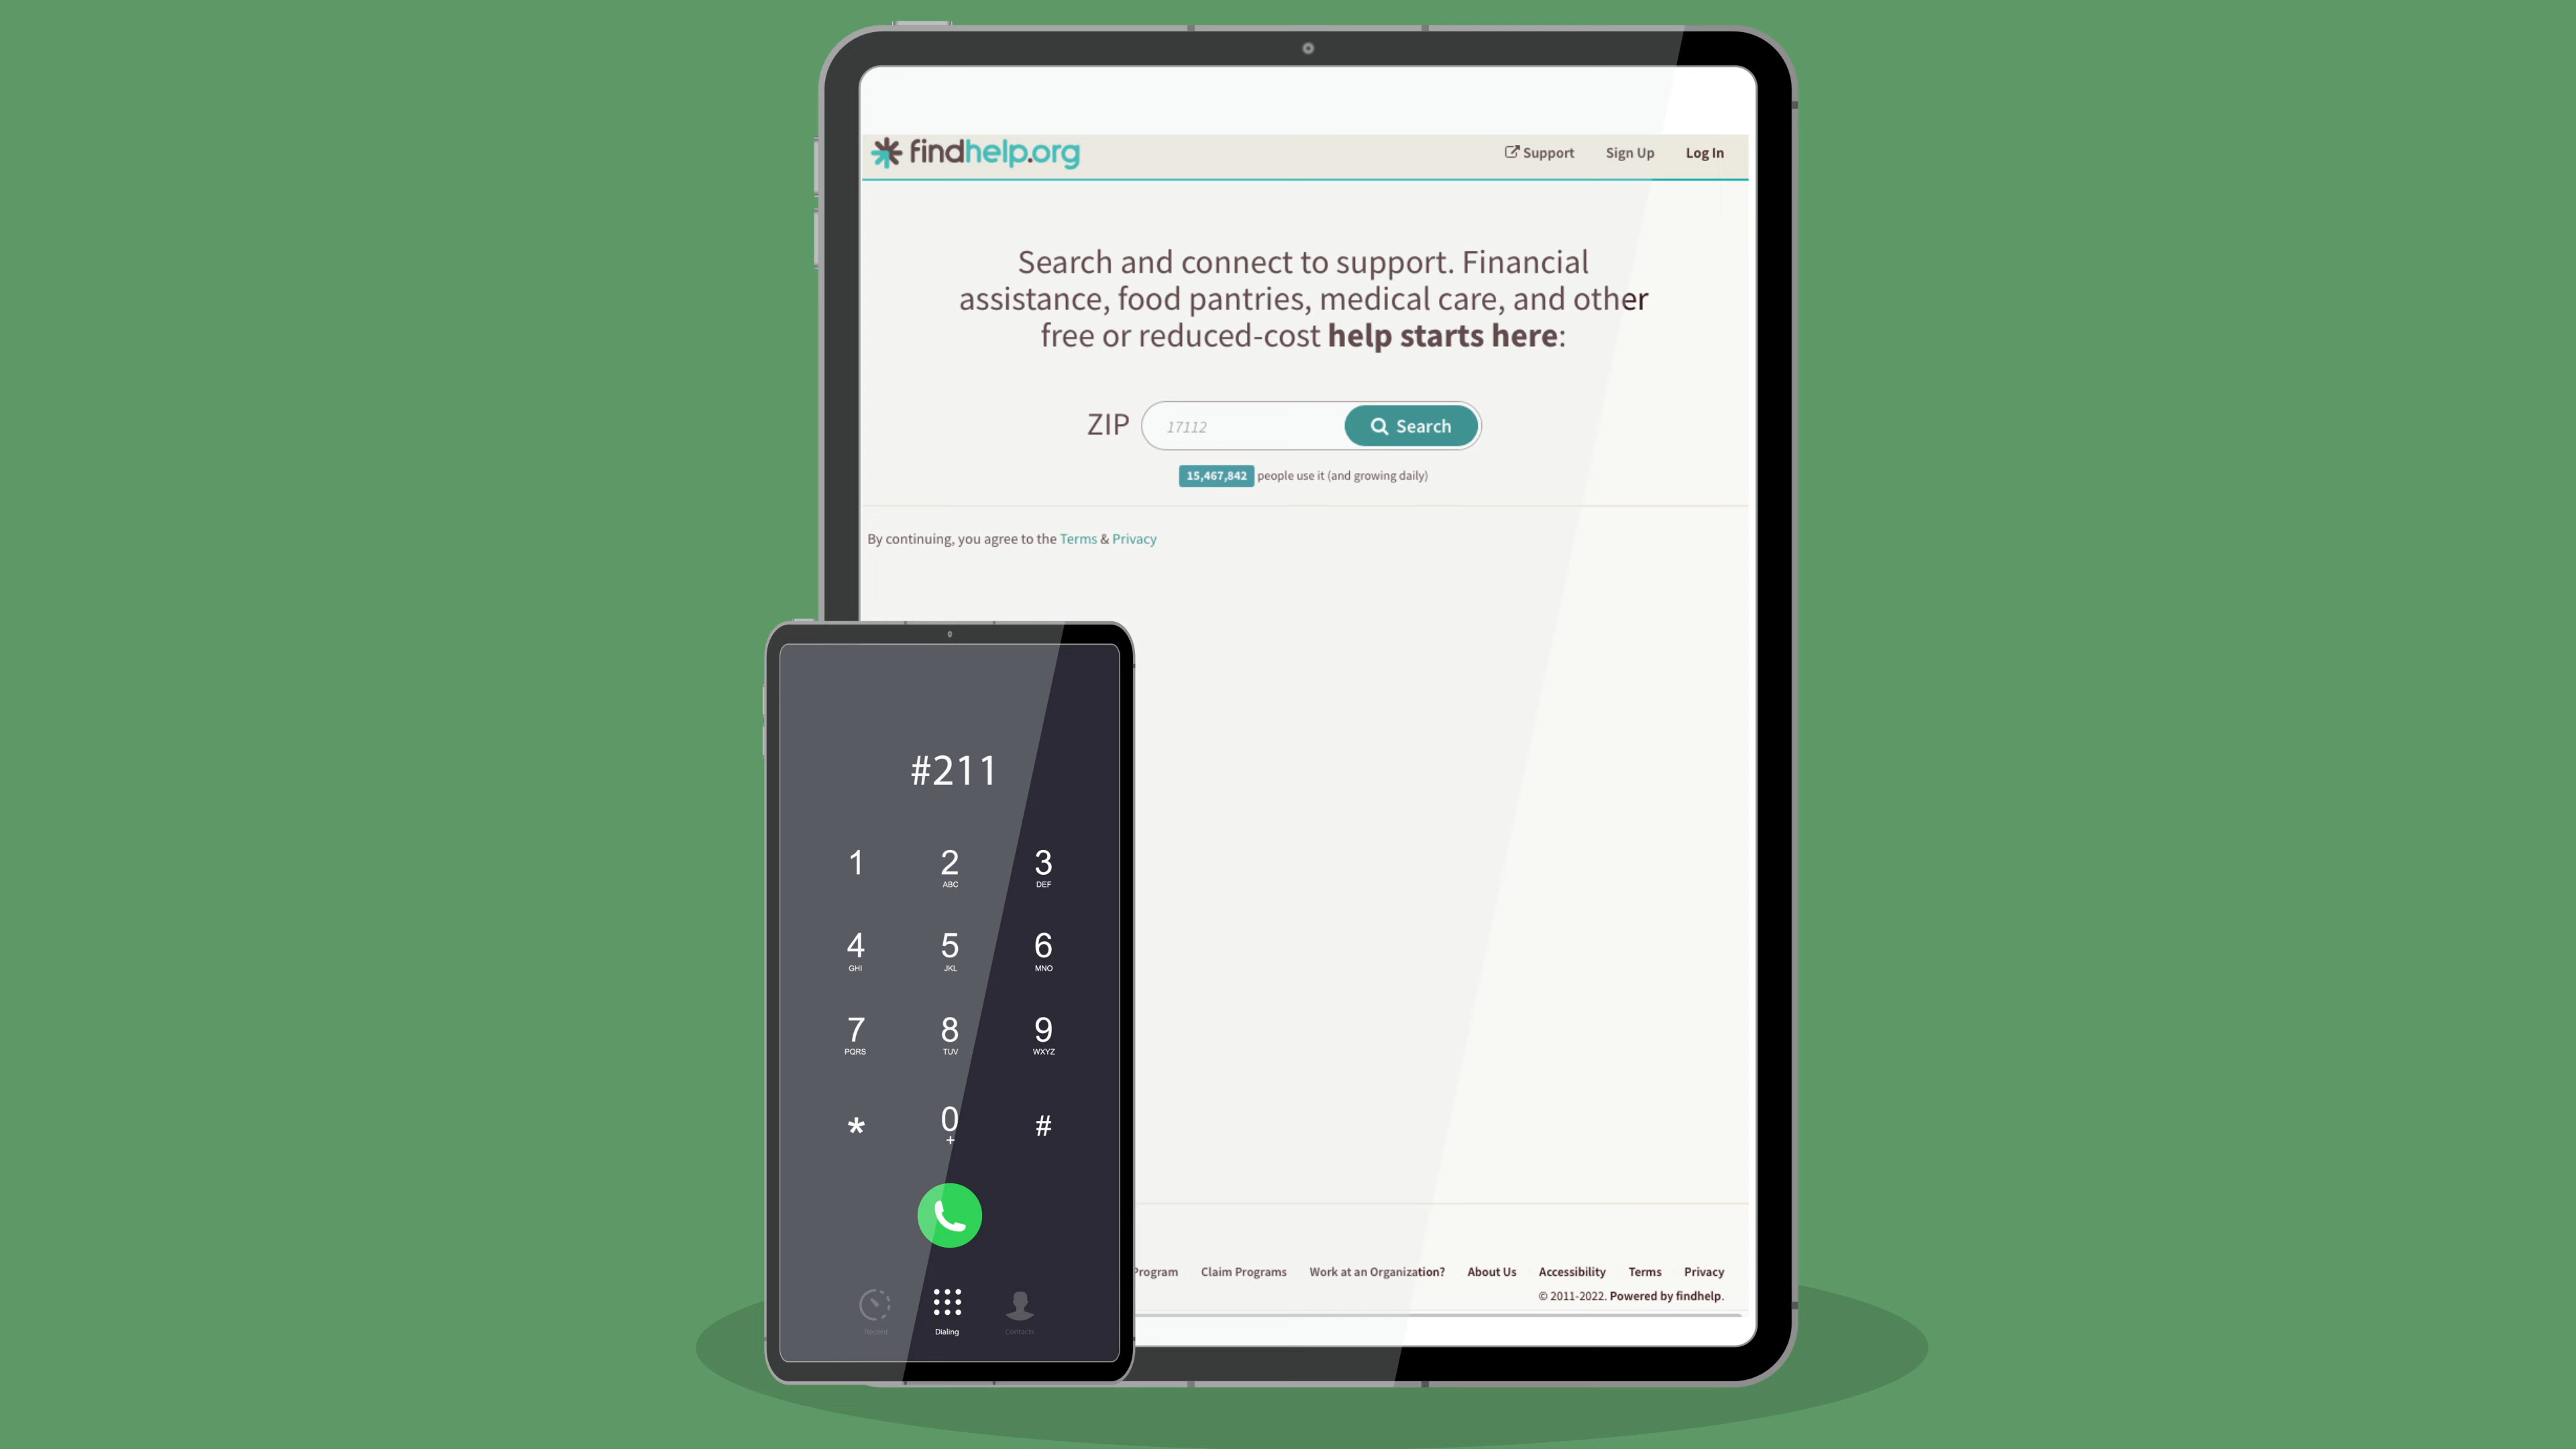 findhelp.org
Support Sign Up Log In
Search and connect to support. Financial
assistance, food pantries, medical care, and other
free or reduced-cost help starts here:
ZIP 17112 Search
15,467,842 people use it (and growing daily)
By continuing, you agree to the Terms & Privacy
#211
1 2 3
ABC DEF
4 5 6
GHI JKL MNO
7 8 9
PQRS TUV WXYZ
* 0 #
+
Recent Dialing Contacts
Program Claim Programs Work at an Organization? About Us Accessibility Terms Privacy
© 2011-2022. Powered by findhelp.